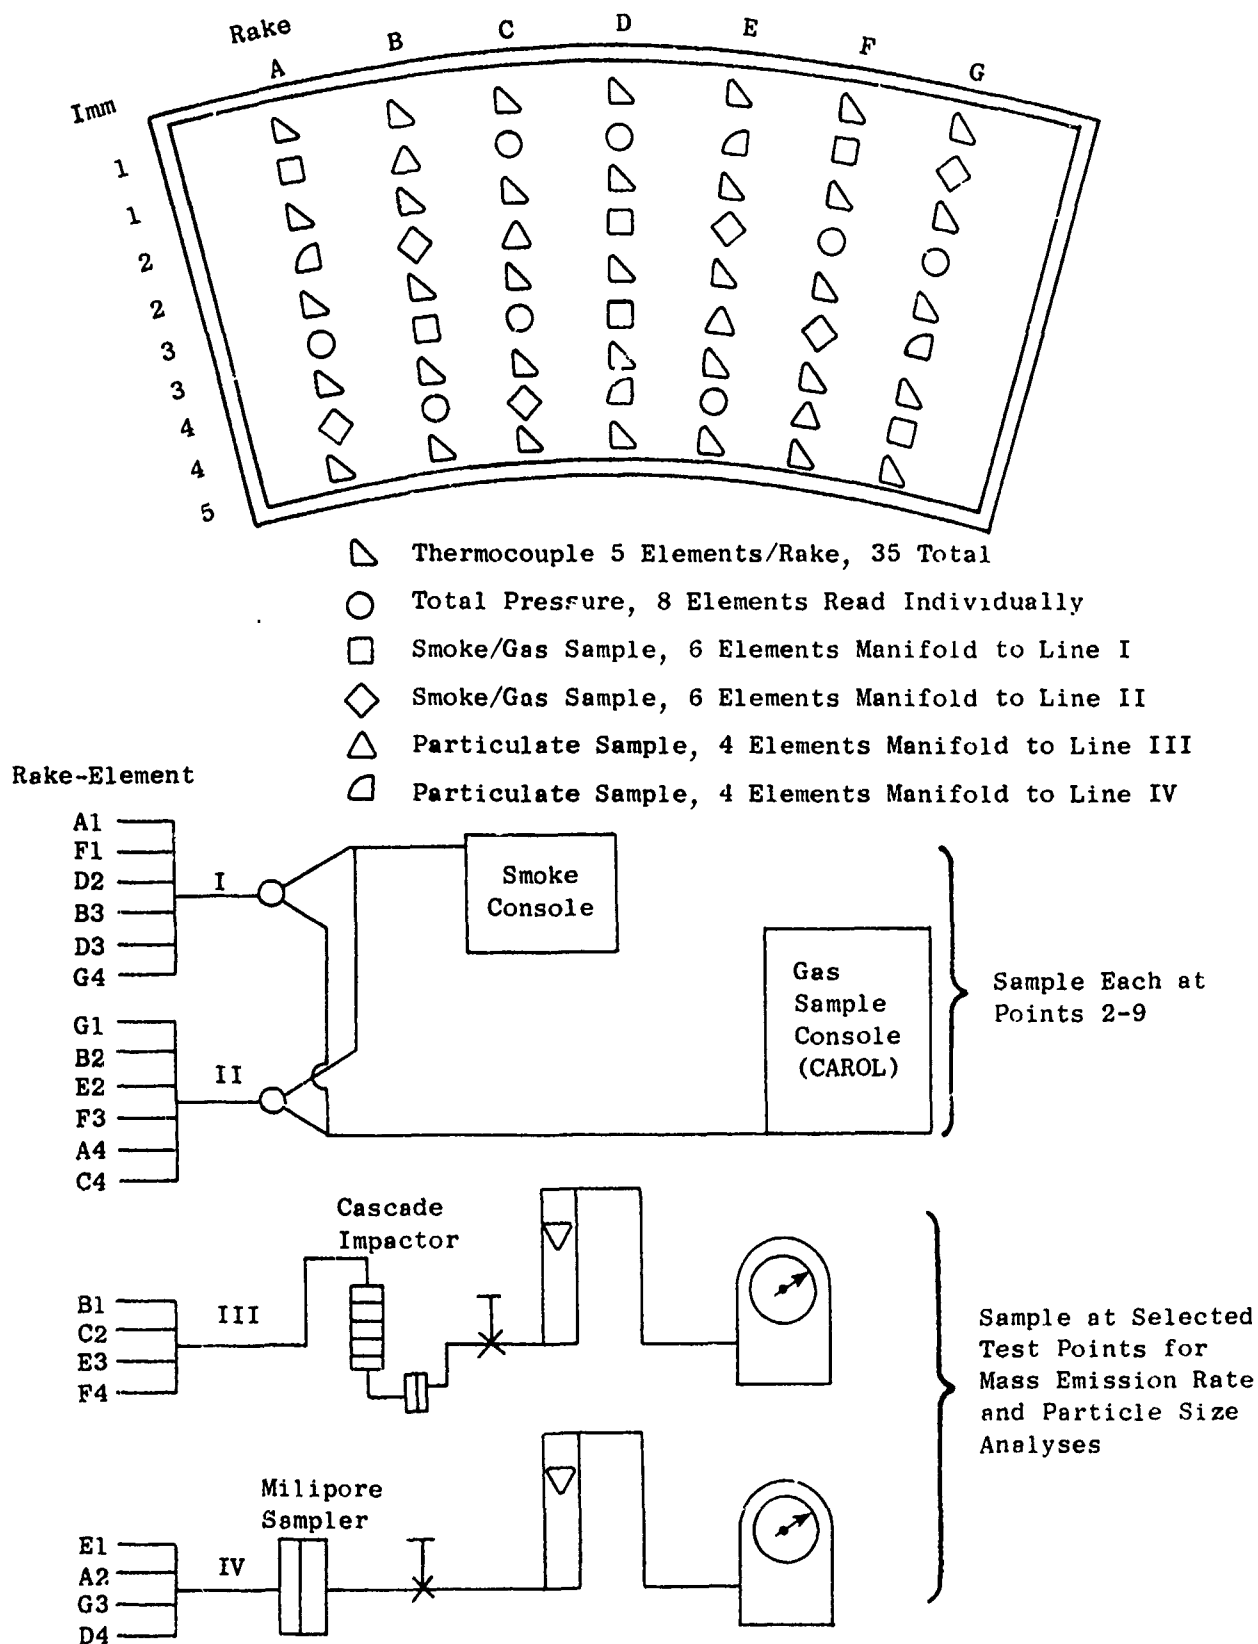 Rake
A B C D E F G
Imm
1
1
2
2
3
3
4
4
5
Thermocouple 5 Elements/Rake, 35 Total
Total Pressure, 8 Elements Read Individually
Smoke/Gas Sample, 6 Elements Manifold to Line I
Smoke/Gas Sample, 6 Elements Manifold to Line II
Particulate Sample, 4 Elements Manifold to Line III
Particulate Sample, 4 Elements Manifold to Line IV
Rake-Element
A1
F1
D2
B3
D3
G4
I
Smoke
Console
G1
B2
E2
F3
A4
C4
II
Gas
Sample
Console
(CAROL)
Sample Each at
Points 2-9
Cascade
Impactor
B1
C2
E3
F4
III
Milipore
Sampler
E1
A2
G3
D4
IV
Sample at Selected
Test Points for
Mass Emission Rate
and Particle Size
Analyses